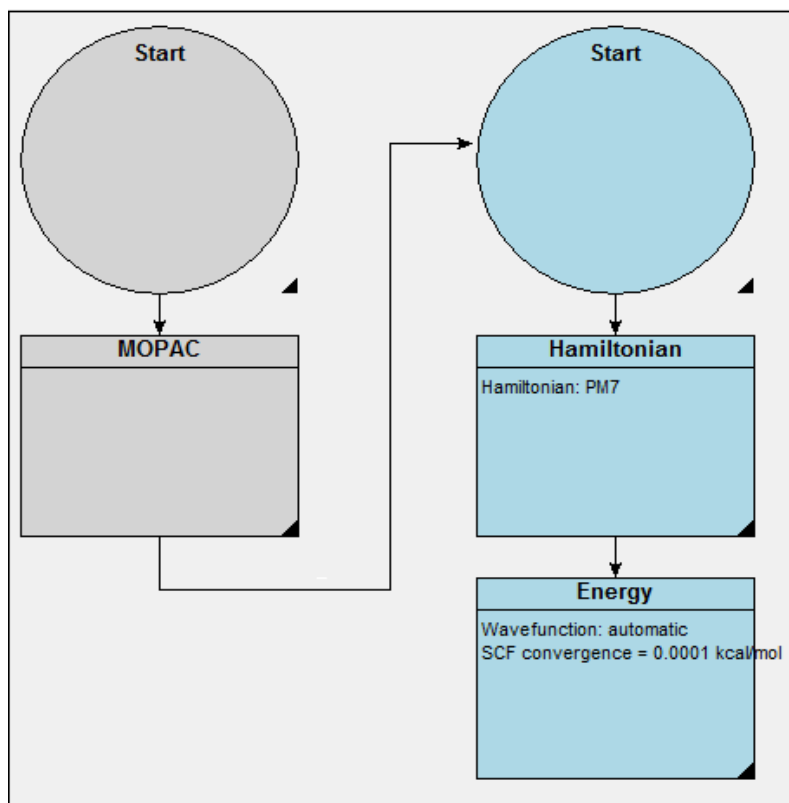 Start
MOPAC
Start
Hamiltonian
Hamiltonian: PM7
Energy
Wavefunction: automatic
SCF convergence = 0.0001 kcal/mol